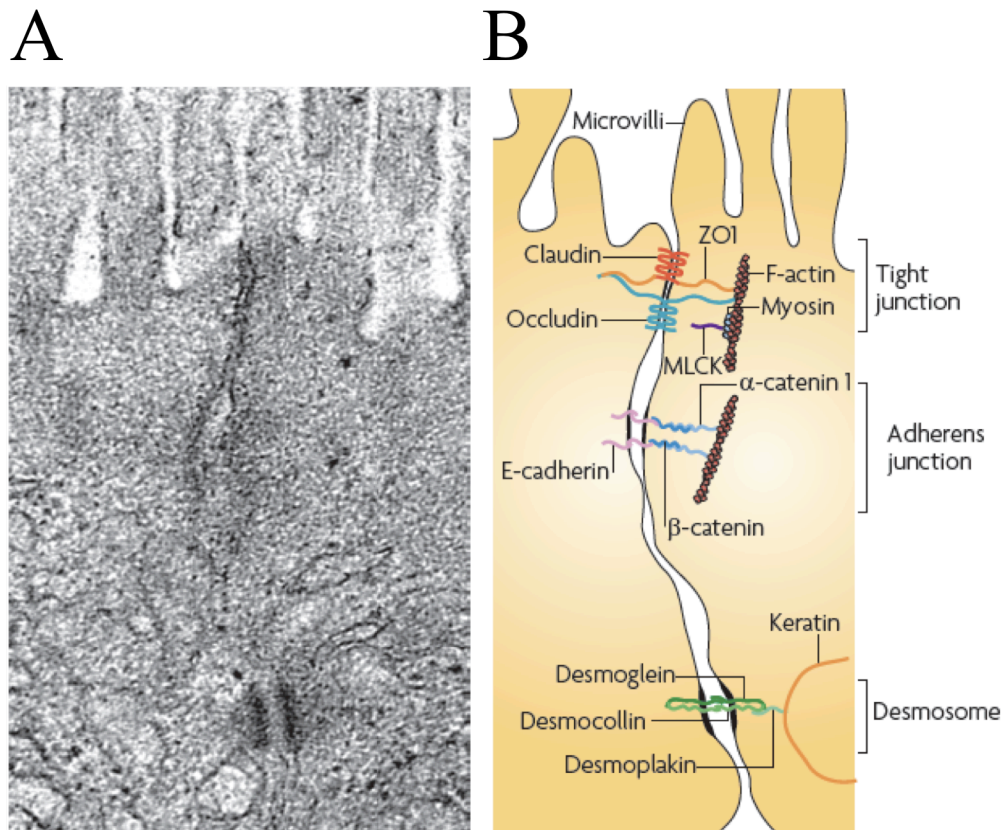 A
B
Microvilli
Claudin
ZO1
F-actin
Tight
junction
Myosin
Occludin
MLCK
α-catenin 1
Adherens
junction
E-cadherin
β-catenin
Keratin
Desmoglein
Desmosome
Desmocollin
Desmoplakin